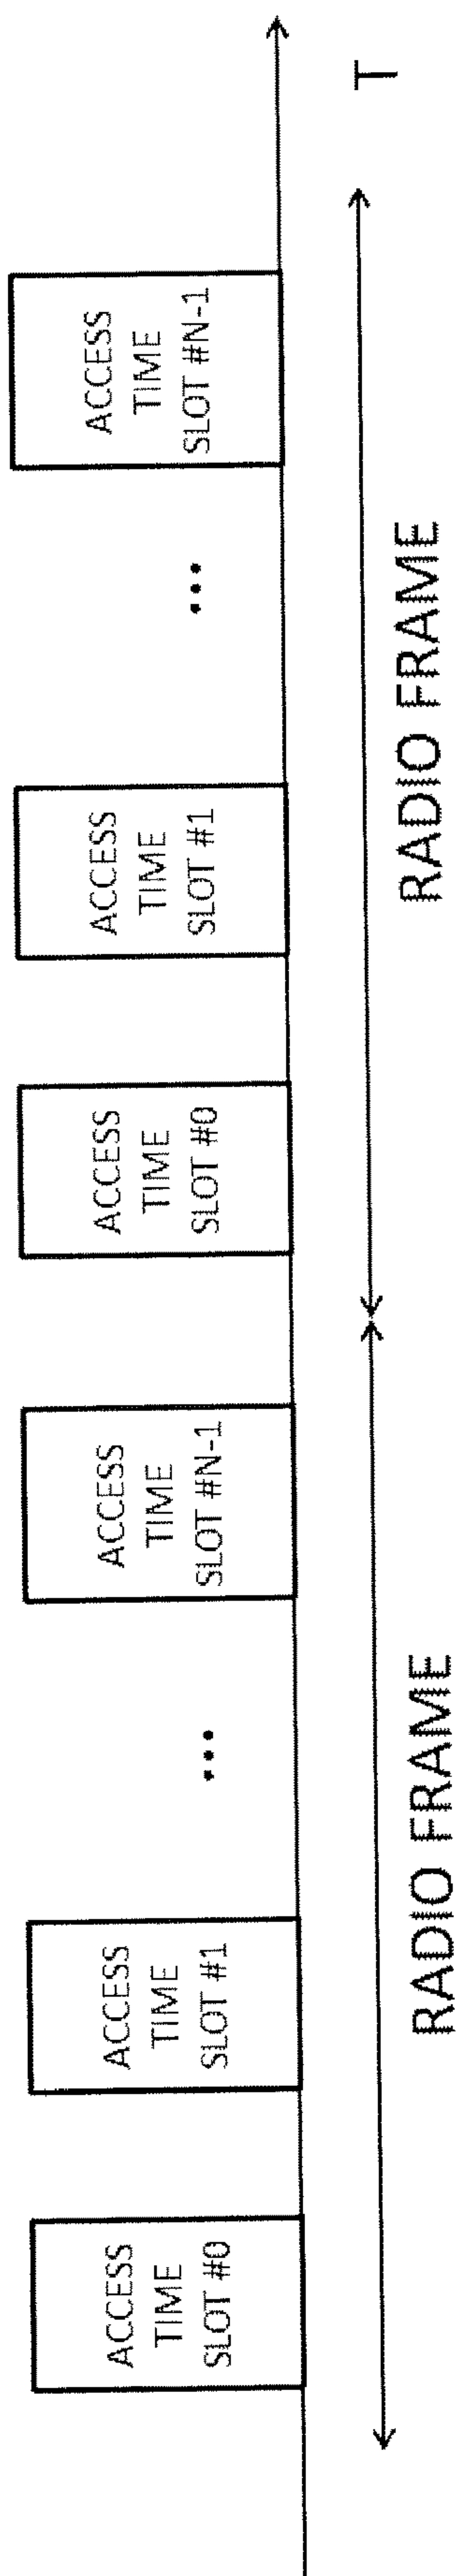 ACCESS
TIME
SLOT #0
ACCESS
TIME
SLOT #1
...
ACCESS
TIME
SLOT #N-1
ACCESS
TIME
SLOT #0
ACCESS
TIME
SLOT #1
...
ACCESS
TIME
SLOT #N-1
T
RADIO FRAME
RADIO FRAME